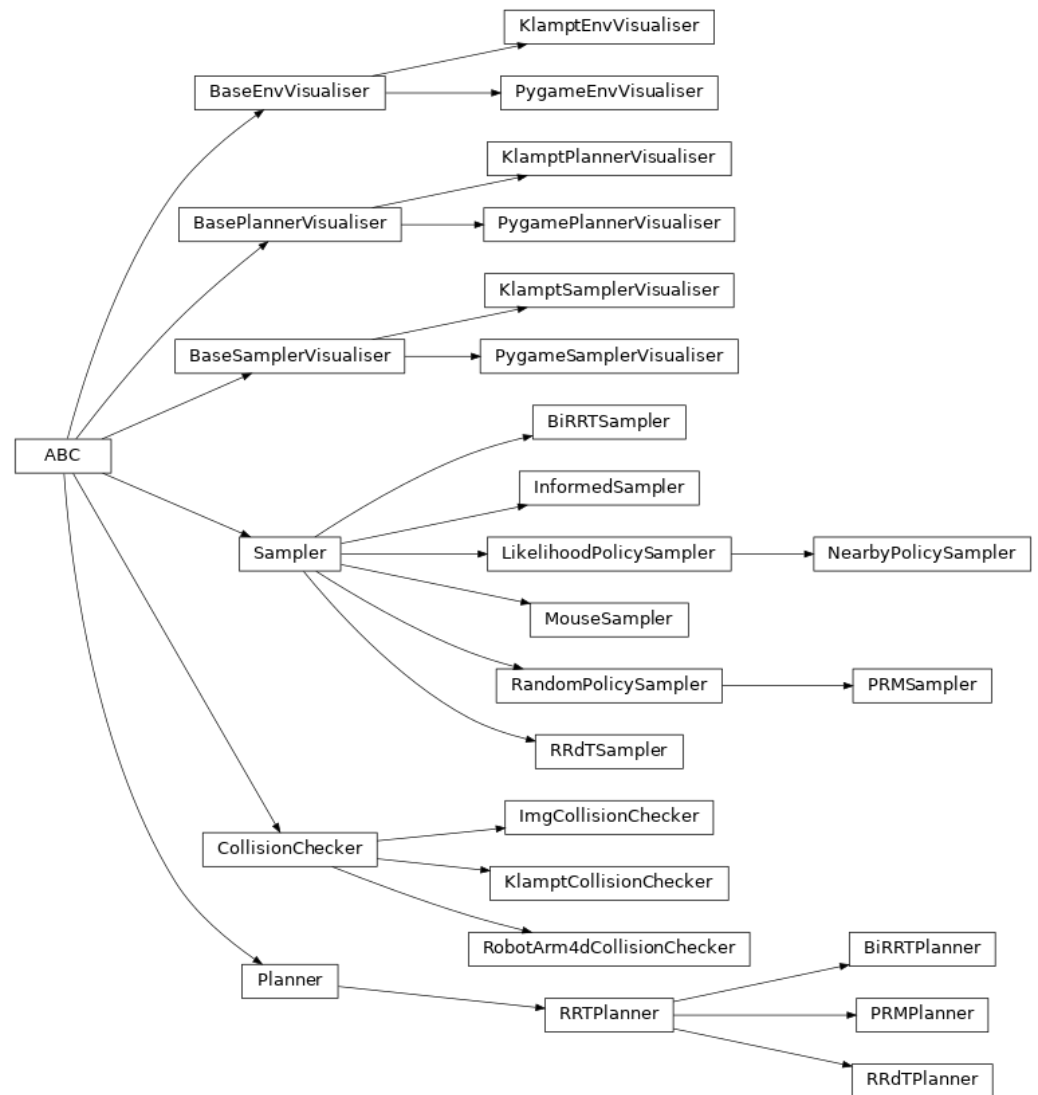 KlamptEnvVisualiser
BaseEnvVisualiser
PygameEnvVisualiser
KlamptPlannerVisualiser
BasePlannerVisualiser
PygamePlannerVisualiser
KlamptSamplerVisualiser
BaseSamplerVisualiser
PygameSamplerVisualiser
BiRRTSampler
ABC
InformedSampler
Sampler
LikelihoodPolicySampler
NearbyPolicySampler
MouseSampler
RandomPolicySampler
PRMSampler
RRdTSampler
ImgCollisionChecker
CollisionChecker
KlamptCollisionChecker
RobotArm4dCollisionChecker
BiRRTPlanner
Planner
RRTPlanner
PRMPlanner
RRdTPlanner